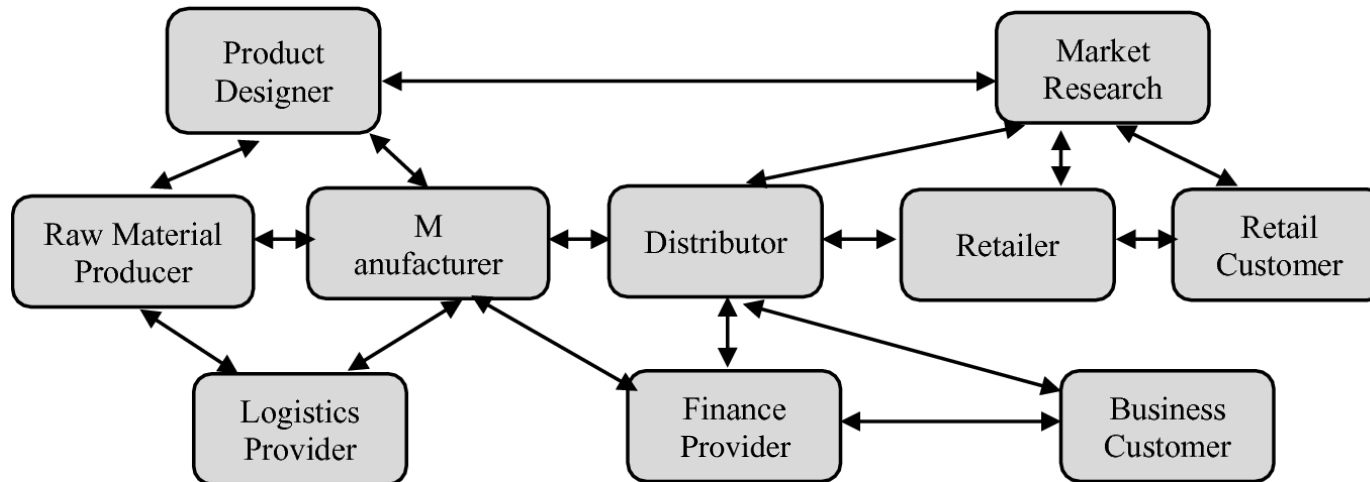 Product
Designer
Market
Research
Raw Material
Producer
M
anufacturer
Distributor
Retailer
Retail
Customer
Logistics
Provider
Finance
Provider
Business
Customer